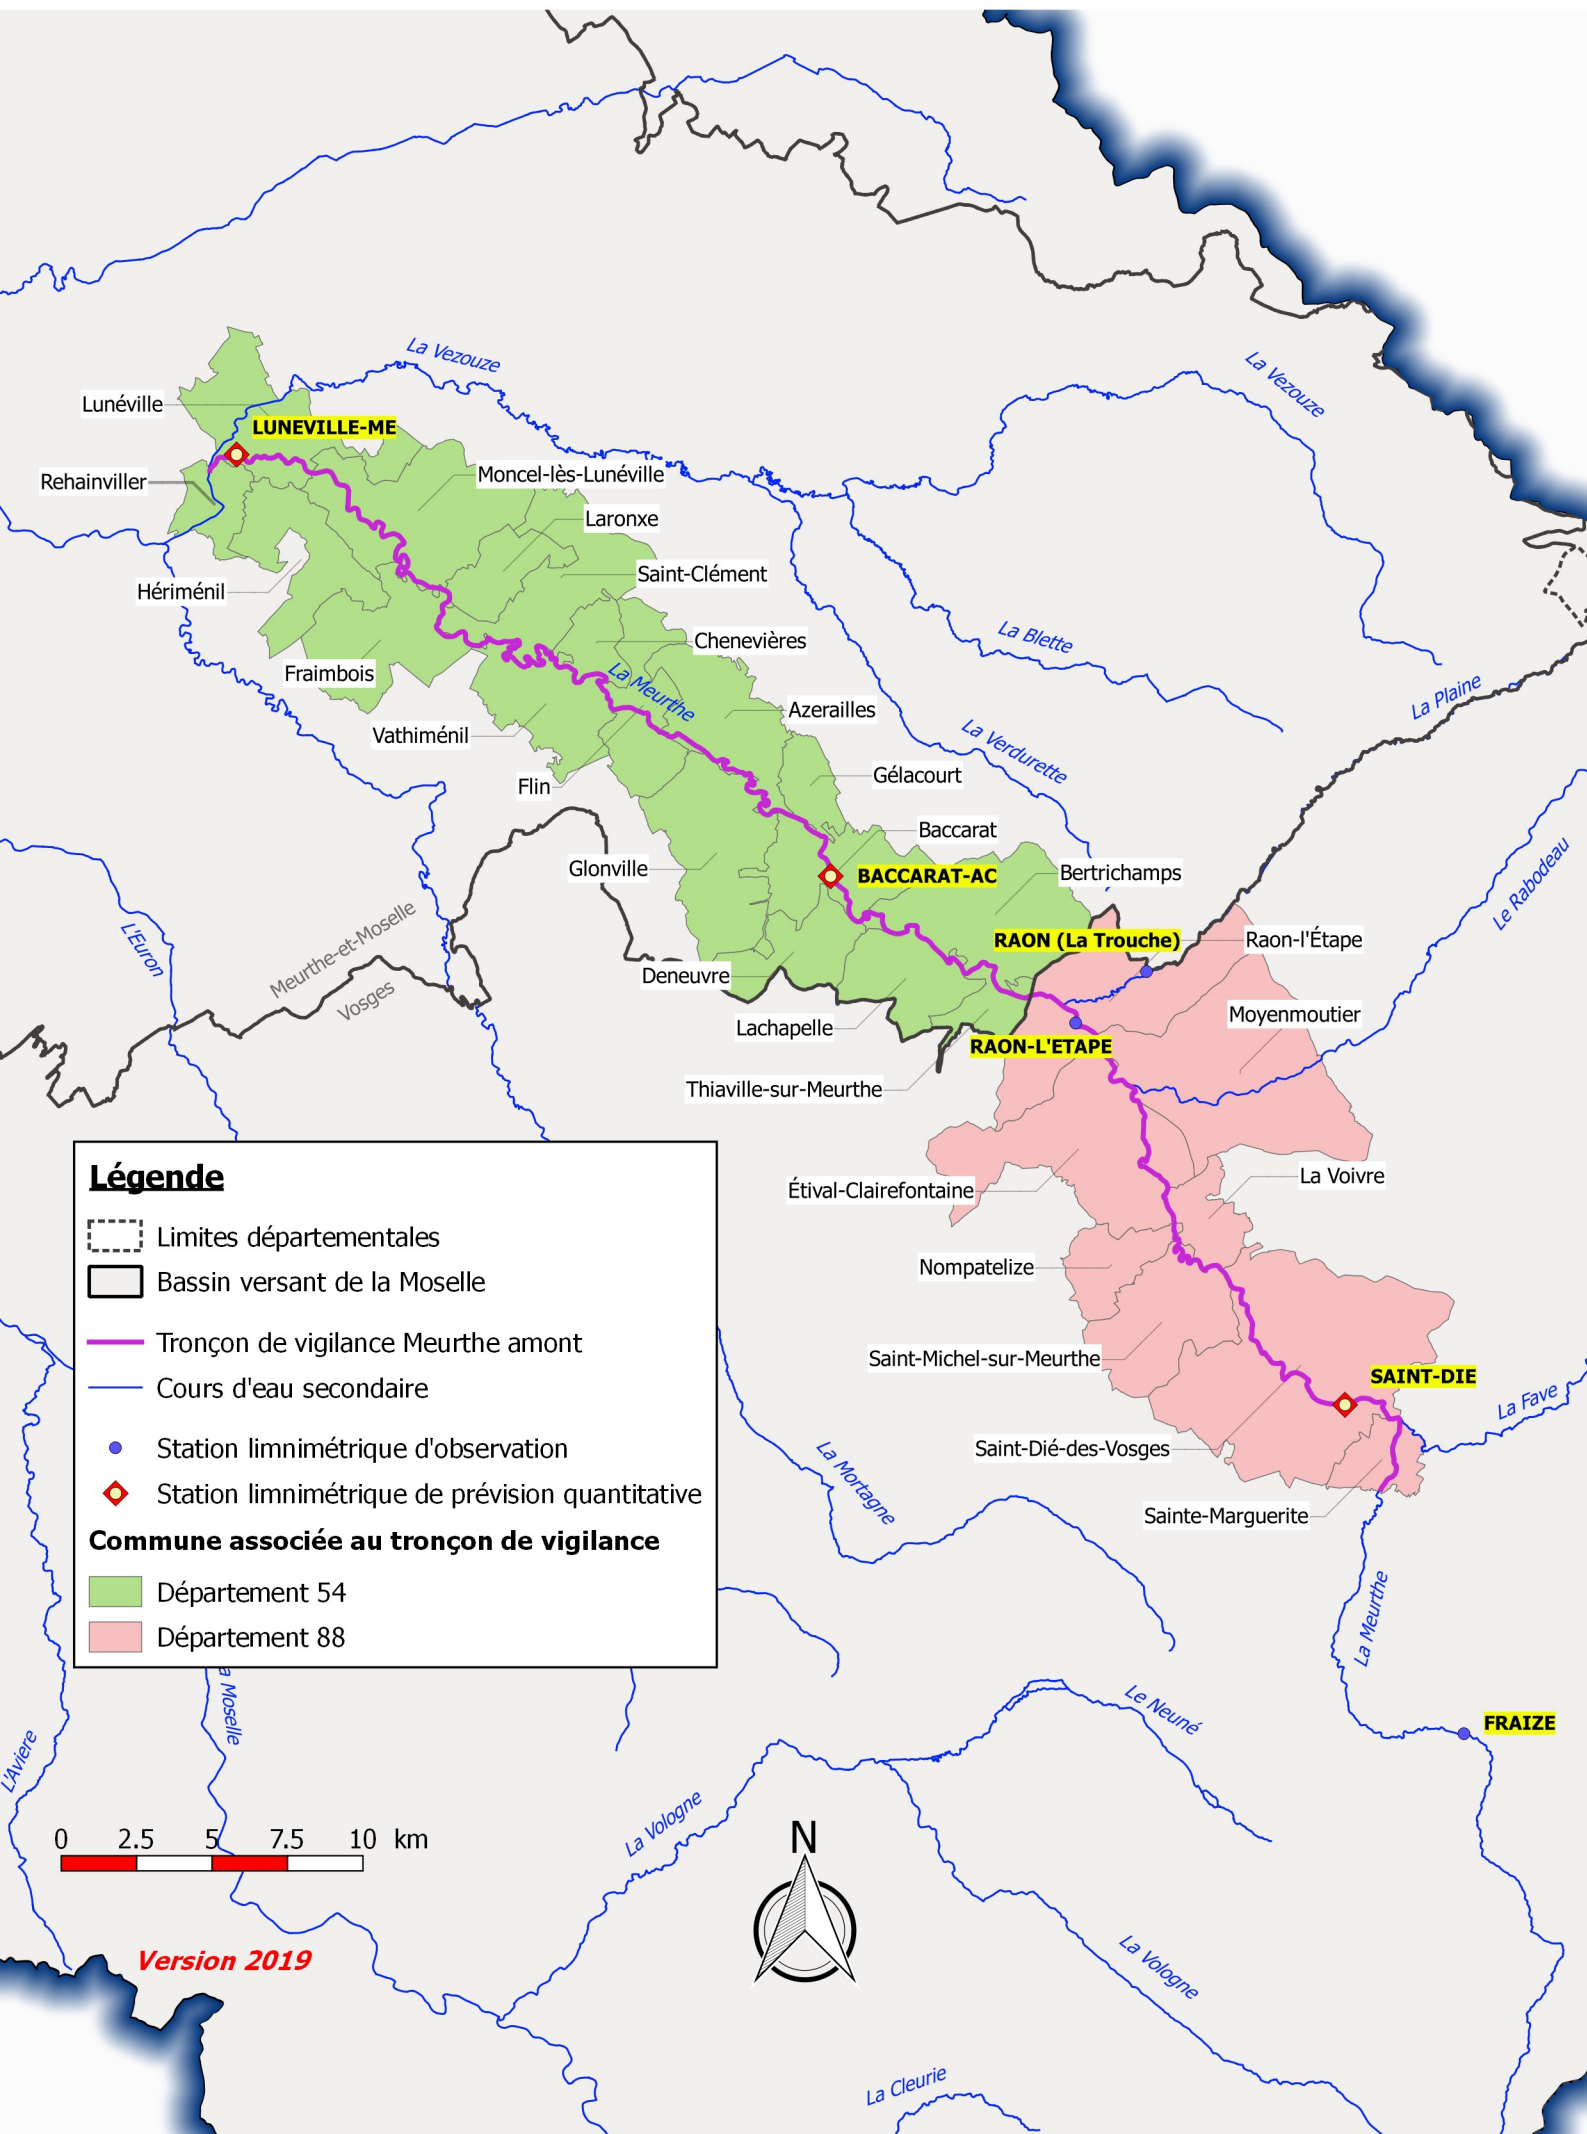 La Vezouze
La Vezouze
Lunéville
LUNEVILLE-ME
Rehainviller
Moncel-lès-Lunéville
Laronxe
Saint-Clément
Hériménil
Chenevières
La Blette
Fraimbois
La Meurthe
La Plaine
Azerailles
Vathiménil
La Verdurette
Gélacourt
Flin
Baccarat
Glonville
BACCARAT-AC
Bertrichamps
Le Rabodeau
L'Euron
Meurthe-et-Moselle
Vosges
RAON (La Trouche)
Raon-l'Étape
Deneuvre
Moyenmoutier
Lachapelle
RAON-L'ETAPE
Thiaville-sur-Meurthe
Étival-Clairefontaine
La Voivre
Nompatelize
Saint-Michel-sur-Meurthe
SAINT-DIE
La Fave
Saint-Dié-des-Vosges
Sainte-Marguerite
La Mortagne
La Meurthe
Légende
Limites départementales
Bassin versant de la Moselle
Tronçon de vigilance Meurthe amont
Cours d'eau secondaire
Station limnimétrique d'observation
Station limnimétrique de prévision quantitative
Commune associée au tronçon de vigilance
Département 54
Département 88
a Moselle
L'Aviere
Le Neuné
FRAIZE
La Vologne
0 2.5 5 7.5 10 km
N
La Vologne
Version 2019
La Cleurie